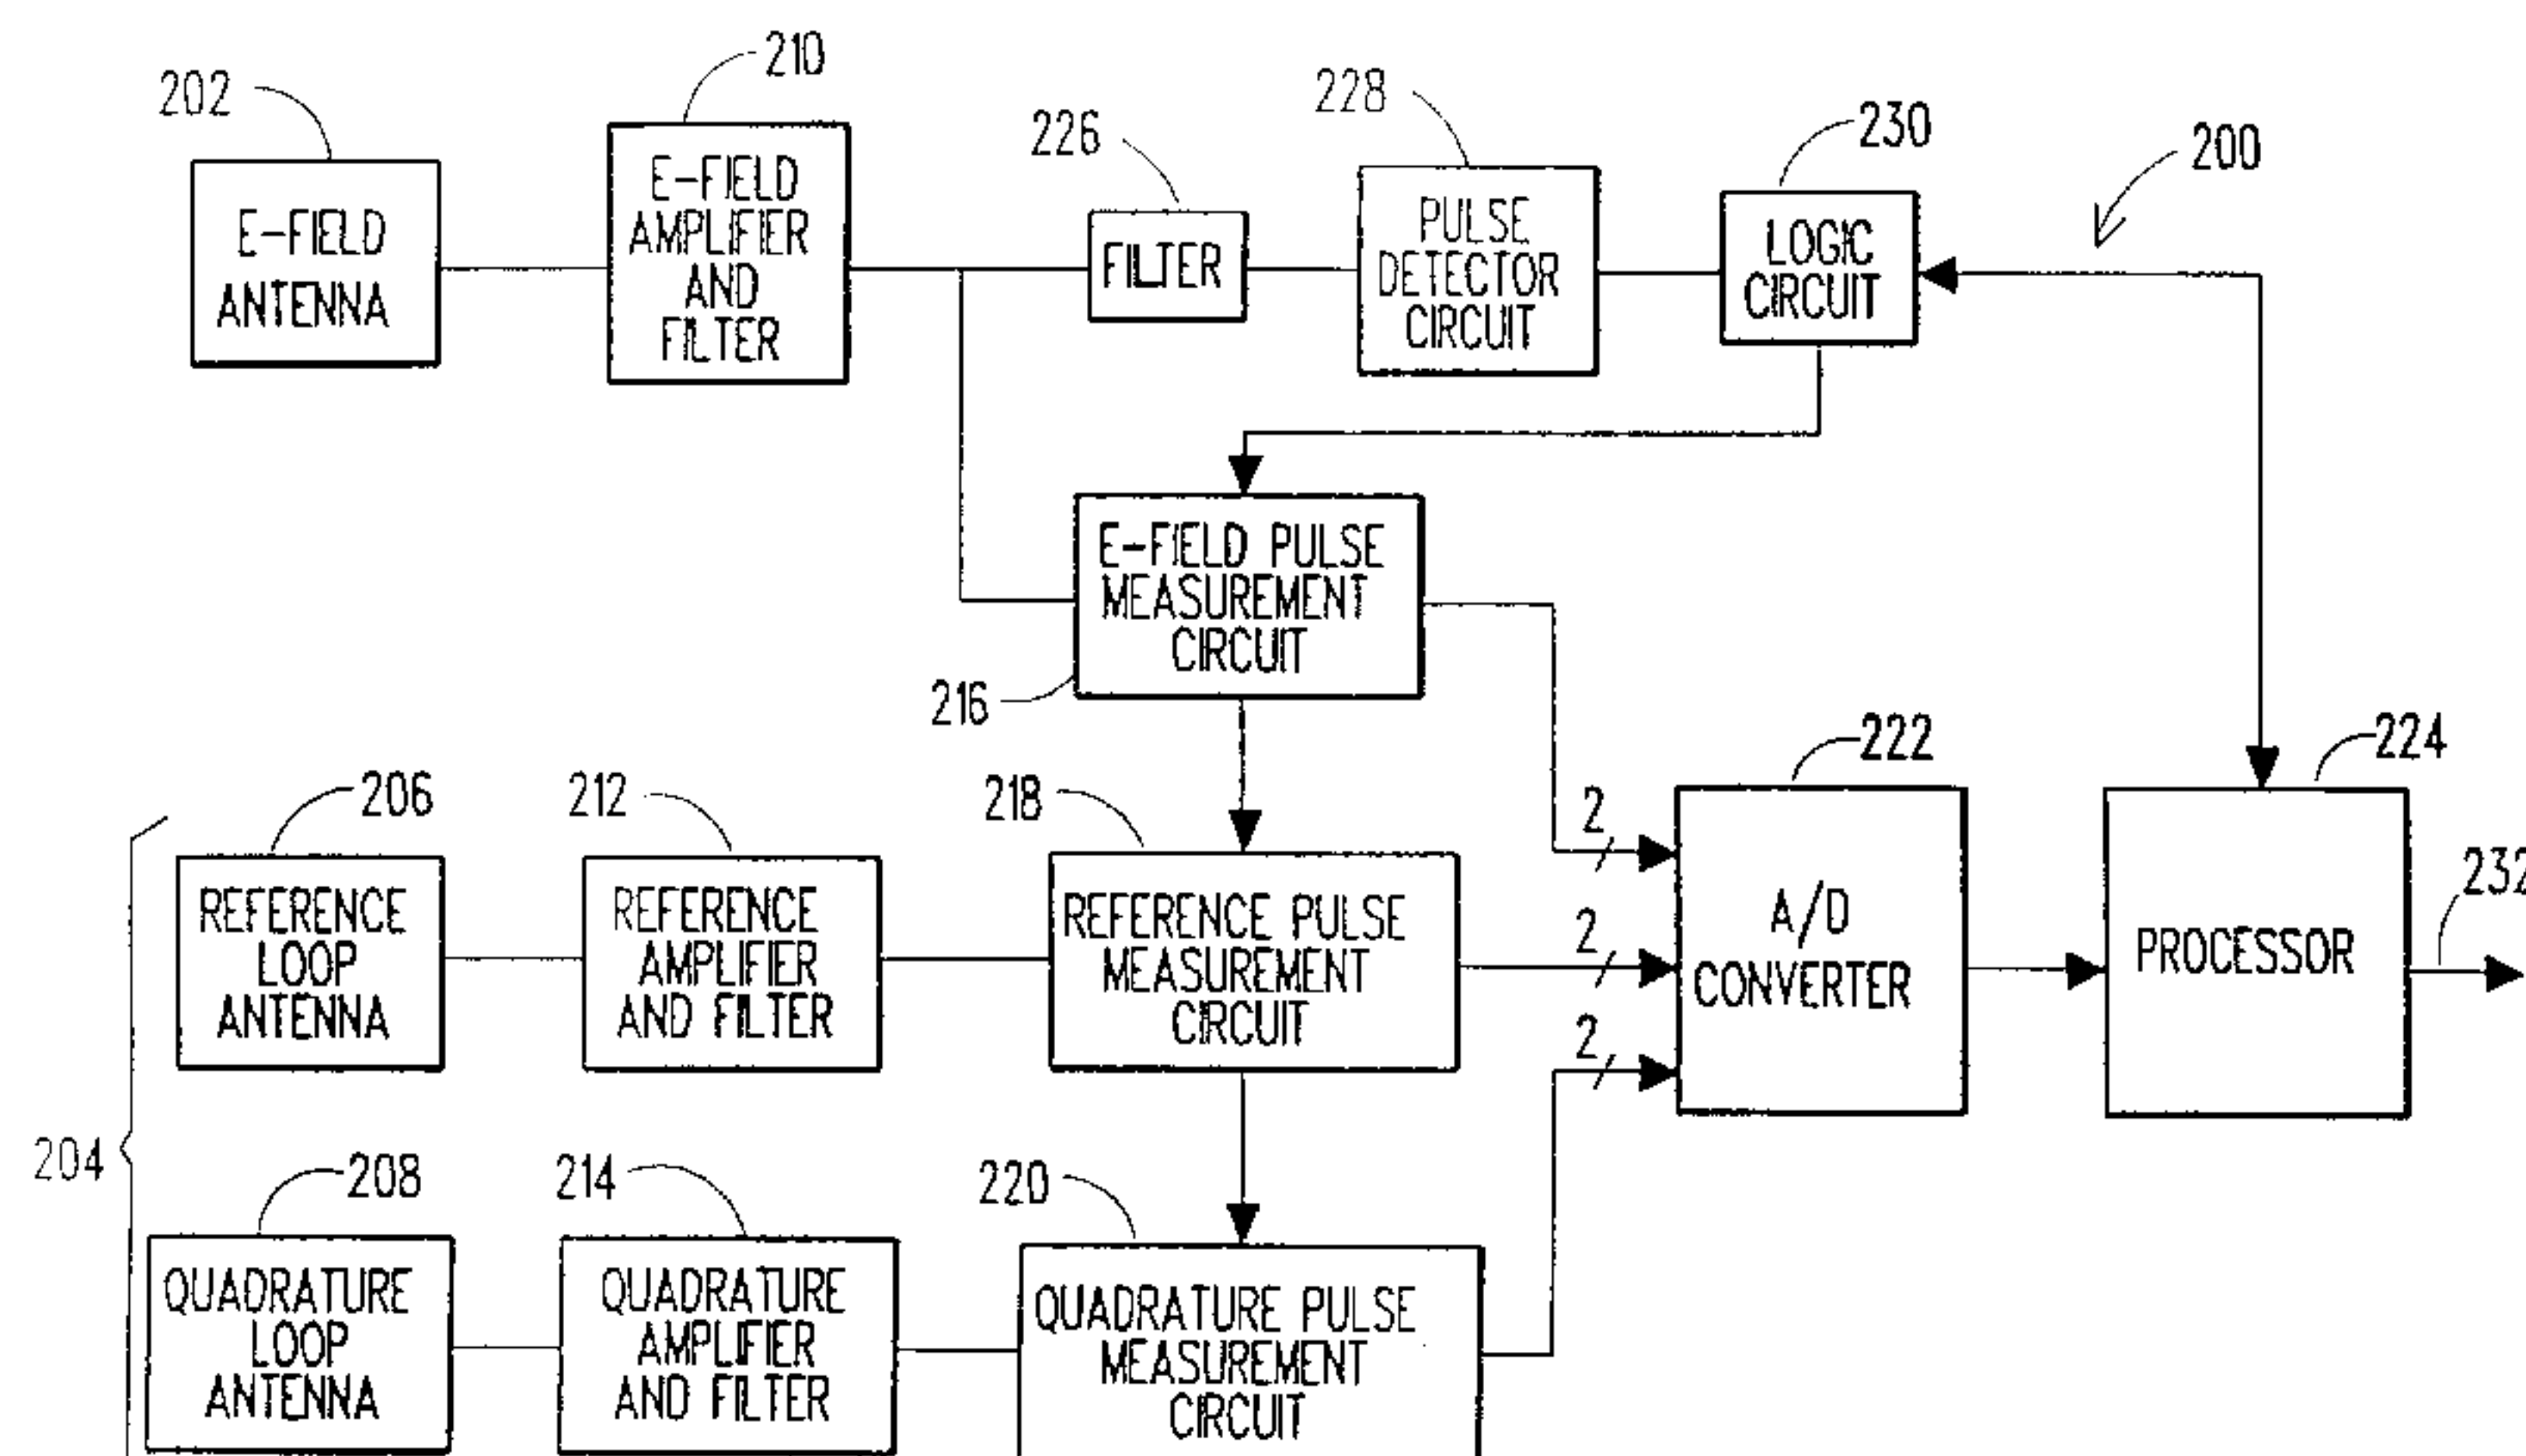 210
202
228
226
230
200
E-FIELD
ANTENNA
E-FIELD
AMPLIFIER
AND
FILTER
FILTER
PULSE
DETECTOR
CIRCUIT
LOGIC
CIRCUIT
E-FIELD PULSE
MEASUREMENT
CIRCUIT
216
222
224
206
212
218
2
232
REFERENCE
LOOP
ANTENNA
REFERENCE
AMPLIFIER
AND FILTER
REFERENCE PULSE
MEASUREMENT
CIRCUIT
2
A/D
CONVERTER
PROCESSOR
2
204
208
214
220
QUADRATURE
LOOP
ANTENNA
QUADRATURE
AMPLIFIER
AND FILTER
QUADRATURE PULSE
MEASUREMENT
CIRCUIT